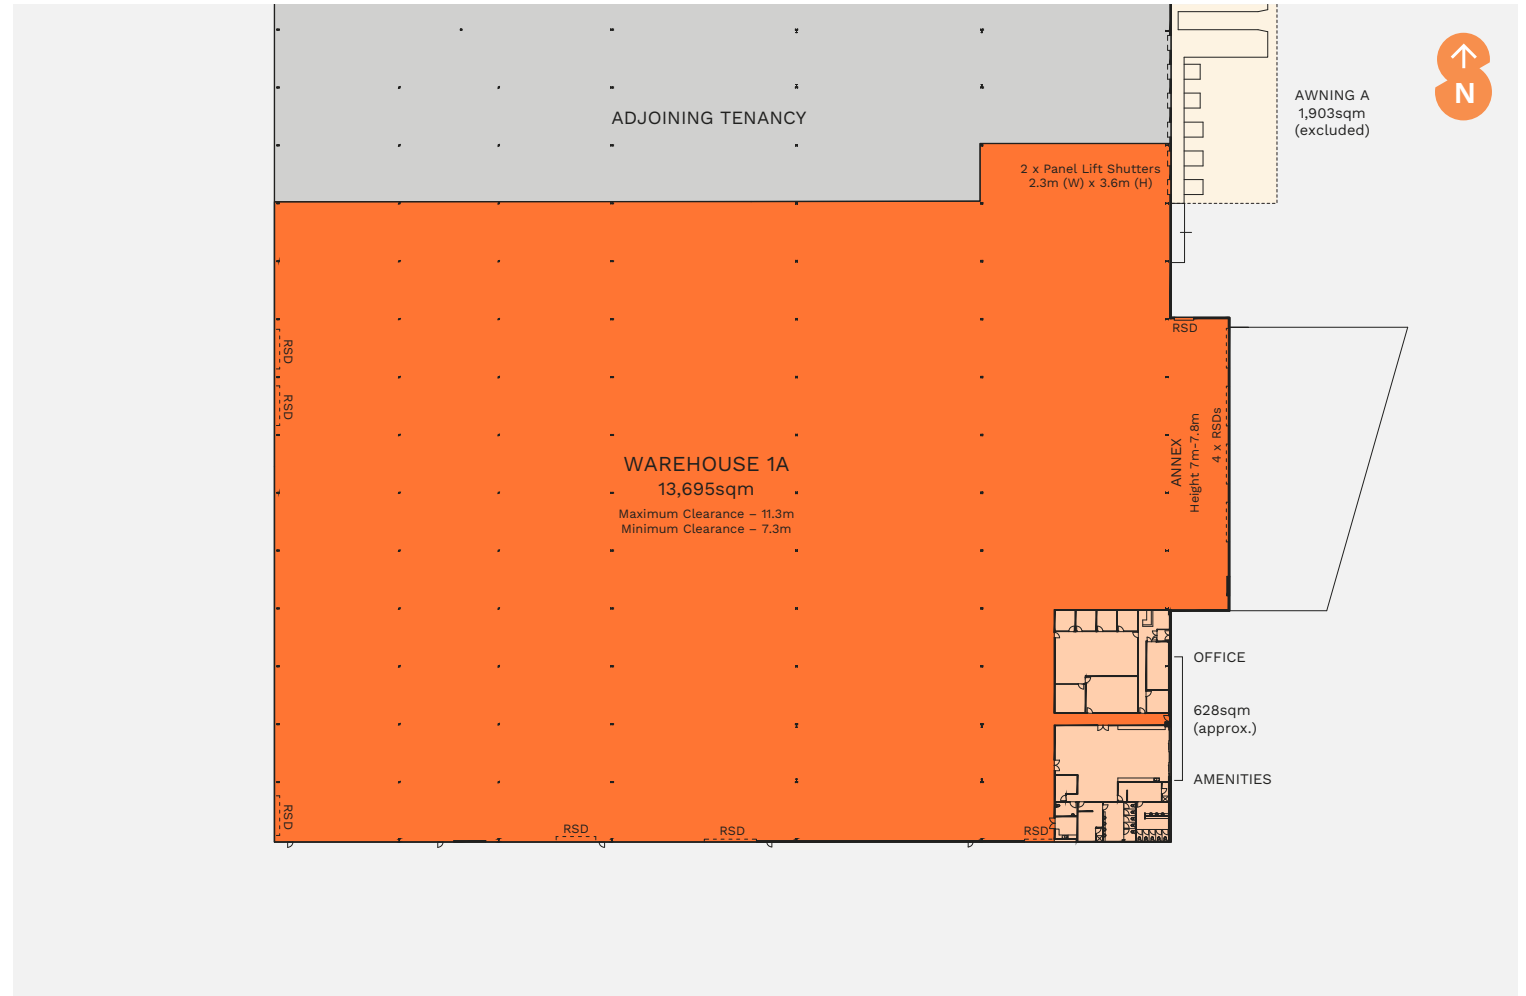 N
AWNING A
1,903sqm
(excluded)
ADJOINING TENANCY
2 x Panel Lift Shutters
2.3m (W) x 3.6m (H)
RSD
RSD
RSD
ANNEX
Height 7m-7.8m
4 x RSDs
WAREHOUSE 1A
13,695sqm
Maximum Clearance – 11.3m
Minimum Clearance – 7.3m
OFFICE
628sqm
(approx.)
AMENITIES
RSD
RSD
RSD
RSD